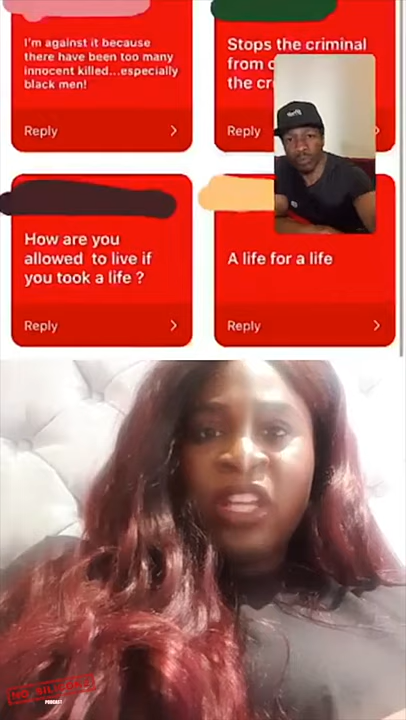 I'm against it because
there have been too many
innocent killed...especially
black men!
Reply
Stops the criminal
from
the
Reply
How are you
allowed to live if
you took a life ?
Reply
A life for a life
Reply
PODCAST